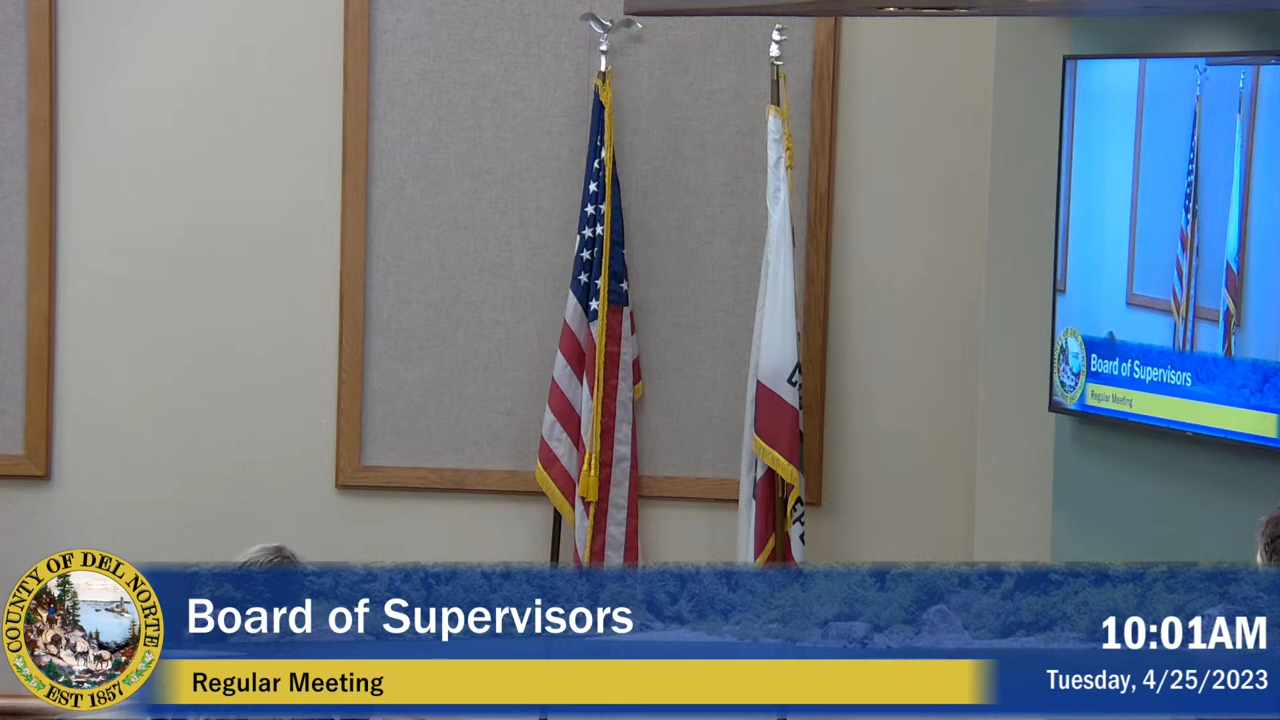 Board of Supervisors
Regular Meeting
COUNTY OF DEL NORTE
EST 1857
Board of Supervisors
Regular Meeting
10:01AM
Tuesday, 4/25/2023